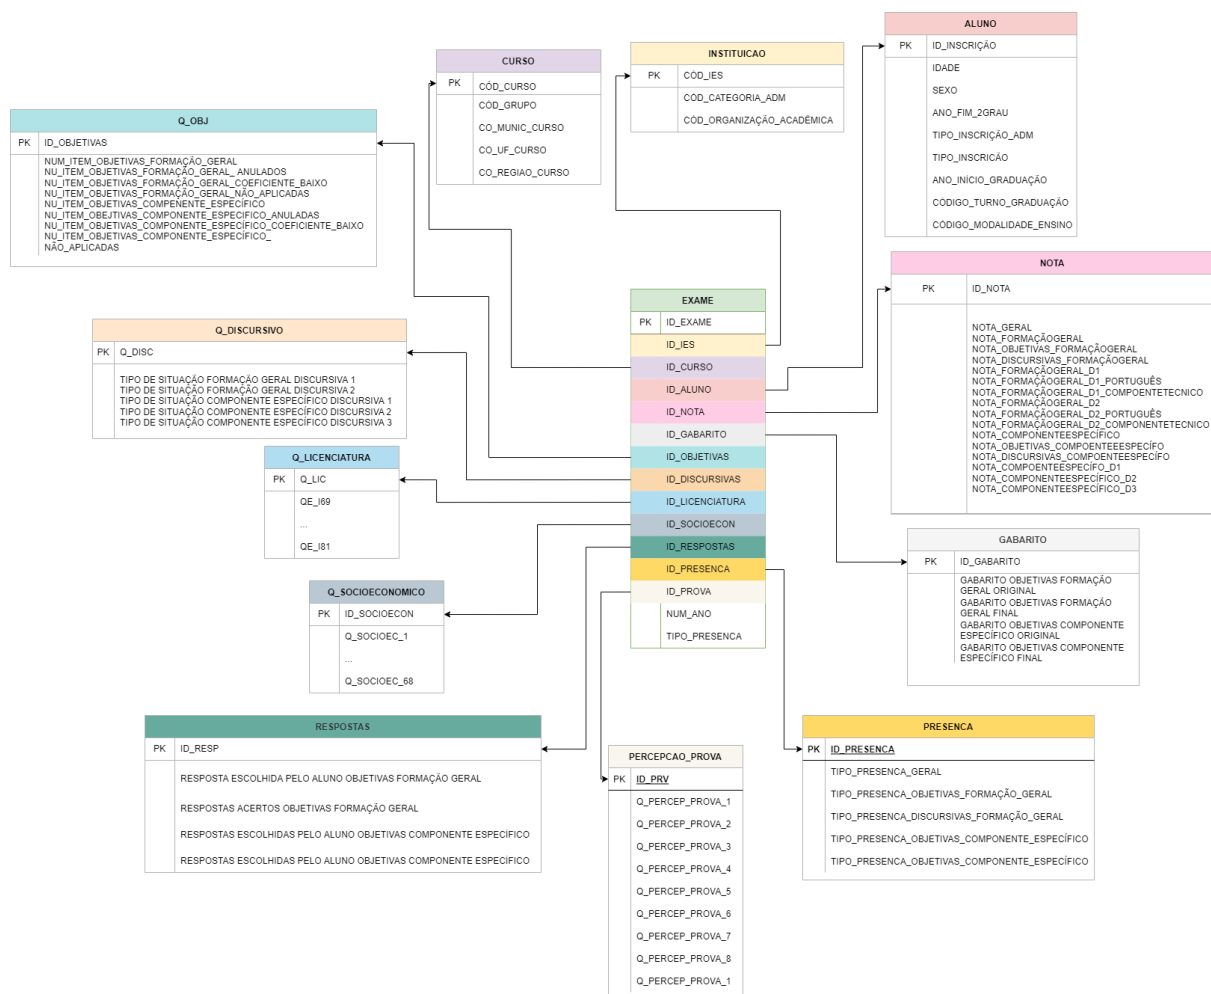 ALUNO
PK ID_INSCRIÇÃO
IDADE
SEXO
ANO_FIM_2GRAU
TIPO_INSCRIÇÃO_ADM
TIPO_INSCRICÃO
ANO_INÍCIO_GRADUAÇÃO
CÓDIGO_TURNO_GRADUAÇÃO
CÓDIGO_MODALIDADE_ENSINO
INSTITUICAO
PK CÓD_IES
CÓD_CATEGORIA_ADM
CÓD_ORGANIZAÇÃO_ACADÊMICA
CURSO
PK CÓD_CURSO
CÓD_GRUPO
CO_MUNIC_CURSO
CO_UF_CURSO
CO_REGIAO_CURSO
Q_OBJ
PK ID_OBJETIVAS
NUM_ITEM_OBJETIVAS_FORMAÇÃO_GERAL
NU_ITEM_OBJETIVAS_FORMAÇÃO_GERAL_ ANULADOS
NU_ITEM_OBJETIVAS_FORMAÇÃO_GERAL_COEFICIENTE_BAIXO
NU_ITEM_OBJETIVAS_FORMAÇÃO_GERAL_NÃO_APLICADAS
NU_ITEM_OBJETIVAS_COMPENENTE_ESPECÍFICO
NU_ITEM_OBEJTIVAS_COMPONENTE_ESPECIFICO_ANULADAS
NU_ITEM_OBJETIVAS_COMPONENTE_ESPECÍFICO_COEFICIENTE_BAIXO
NU_ITEM_OBJETIVAS_COMPONENTE_ESPECÍFICO_
NÃO_APLICADAS
NOTA
PK ID_NOTA
NOTA_GERAL
NOTA_FORMAÇÃOGERAL
NOTA_OBJETIVAS_FORMAÇÃOGERAL
NOTA_DISCURSIVAS_FORMAÇÃOGERAL
NOTA_FORMAÇÃOGERAL_D1
NOTA_FORMAÇÃOGERAL_D1_PORTUGUÊS
NOTA_FORMAÇÃOGERAL_D1_COMPOENTETECNICO
NOTA_FORMAÇÃOGERAL_D2
NOTA_FORMAÇÃOGERAL_D2_PORTUGUÊS
NOTA_FORMAÇÃOGERAL_D2_COMPONENTETECNICO
NOTA_COMPONENTEESPECÍFICO
NOTA_OBJETIVAS_COMPOENTEEESPECÍFO
NOTA_DISCURSIVAS_COMPOENTEESPECÍFO
NOTA_COMPOENTEESPECÍFO_D1
NOTA_COMPONENTEESPECÍFICO_D2
NOTA_COMPONENTEESPECÍFICO_D3
EXAME
PK ID_EXAME
ID_IES
ID_CURSO
ID_ALUNO
ID_NOTA
ID_GABARITO
ID_OBJETIVAS
ID_DISCURSIVAS
ID_LICENCIATURA
ID_SOCIOECON
ID_RESPOSTAS
ID_PRESENCA
ID_PROVA
NUM_ANO
TIPO_PRESENCA
Q_DISCURSIVO
PK Q_DISC
TIPO DE SITUAÇÃO FORMAÇÃO GERAL DISCURSIVA 1
TIPO DE SITUAÇÃO FORMAÇÃO GERAL DISCURSIVA 2
TIPO DE SITUAÇÃO COMPONENTE ESPECÍFICO DISCURSIVA 1
TIPO DE SITUAÇÃO COMPONENTE ESPECÍFICO DISCURSIVA 2
TIPO DE SITUAÇÃO COMPONENTE ESPECÍFICO DISCURSIVA 3
Q_LICENCIATURA
PK Q_LIC
QE_I69
...
QE_I81
GABARITO
PK ID_GABARITO
GABARITO OBJETIVAS FORMAÇÃO
GERAL ORIGINAL
GABARITO OBJETIVAS FORMAÇÃO
GERAL FINAL
GABARITO OBJETIVAS COMPONENTE
ESPECÍFICO ORIGINAL
GABARITO OBJETIVAS COMPONENTE
ESPECÍFICO FINAL
Q_SOCIOECONOMICO
PK ID_SOCIOECON
Q_SOCIOEC_1
...
Q_SOCIOEC_68
RESPOSTAS
PK ID_RESP
RESPOSTA ESCOLHIDA PELO ALUNO OBJETIVAS FORMAÇÃO GERAL
RESPOSTAS ACERTOS OBJETIVAS FORMAÇÃO GERAL
RESPOSTAS ESCOLHIDAS PELO ALUNO OBJETIVAS COMPONENTE ESPECÍFICO
RESPOSTAS ESCOLHIDAS PELO ALUNO OBJETIVAS COMPONENTE ESPECÍFICO
PERCEPCAO_PROVA
PK ID_PRV
Q_PERCEP_PROVA_1
Q_PERCEP_PROVA_2
Q_PERCEP_PROVA_3
Q_PERCEP_PROVA_4
Q_PERCEP_PROVA_5
Q_PERCEP_PROVA_6
Q_PERCEP_PROVA_7
Q_PERCEP_PROVA_8
Q_PERCEP_PROVA_1
PRESENCA
PK ID_PRESENCA
TIPO_PRESENCA_GERAL
TIPO_PRESENCA_OBJETIVAS_FORMAÇÃO_GERAL
TIPO_PRESENCA_DISCURSIVAS_FORMAÇÃO_GERAL
TIPO_PRESENCA_OBJETIVAS_COMPONENTE_ESPECÍFICO
TIPO_PRESENCA_OBJETIVAS_COMPONENTE_ESPECÍFICO